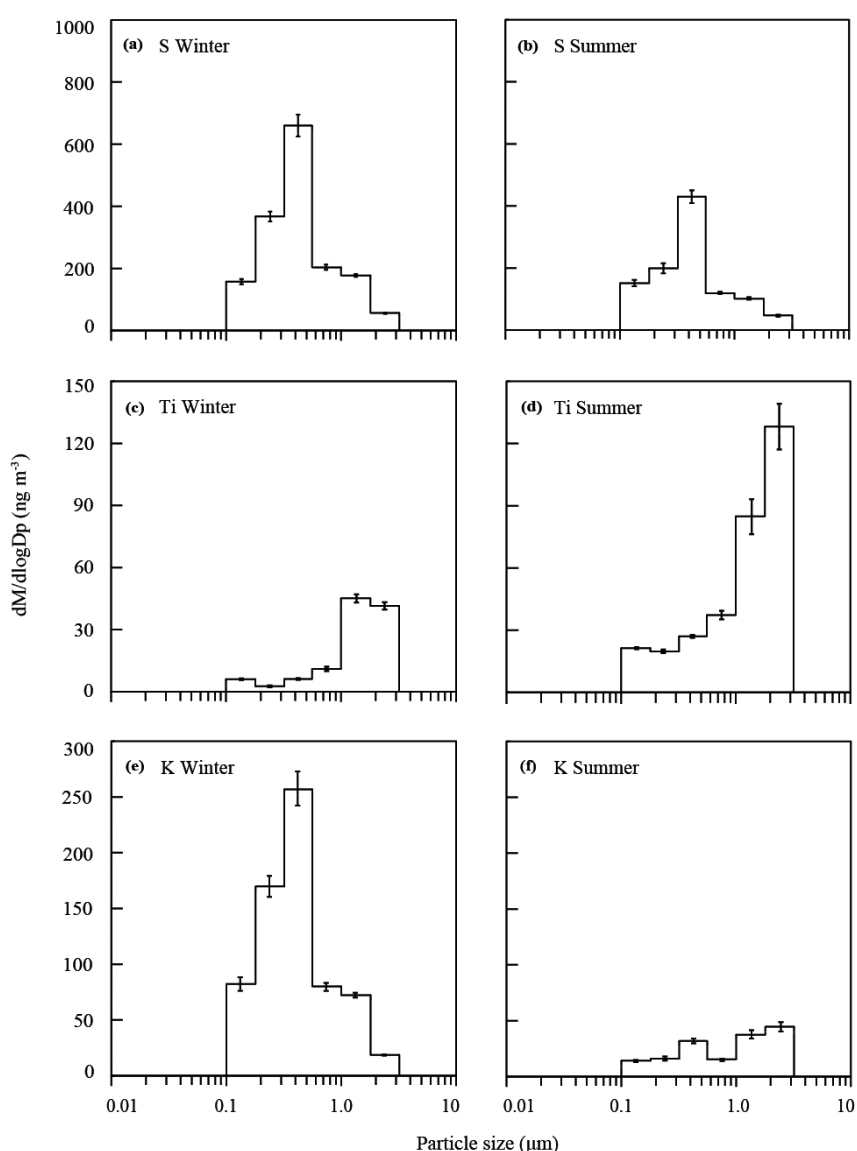 1000
800
600
400
200
0
(a) S Winter
(b) S Summer
150
120
90
60
30
0
(c) Ti Winter
(d) Ti Summer
dM/dlogDp (ng m⁻³)
300
250
200
150
100
50
0
(e) K Winter
(f) K Summer
0.01 0.1 1.0 10
0.01 0.1 1.0 10
Particle size (µm)